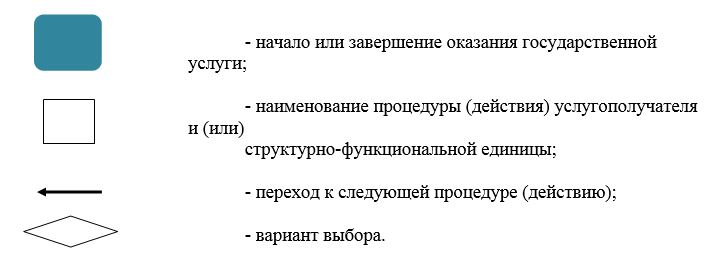 - начало или завершение оказания государственной
услуги;
- наименование процедуры (действия) услугополучателя
и (или)
структурно-функциональной единицы;
- переход к следующей процедуре (действию);
- вариант выбора.